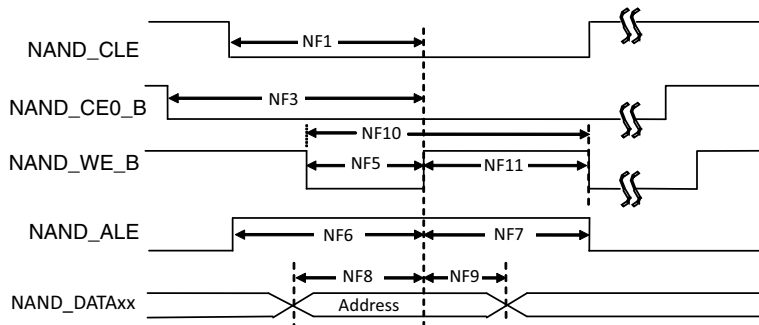 NAND_CLE
NF1
NAND_CE0_B
NF3
NF10
NAND_WE_B
NF5
NF11
NAND_ALE
NF6
NF7
NF8
NF9
NAND_DATAxx
Address